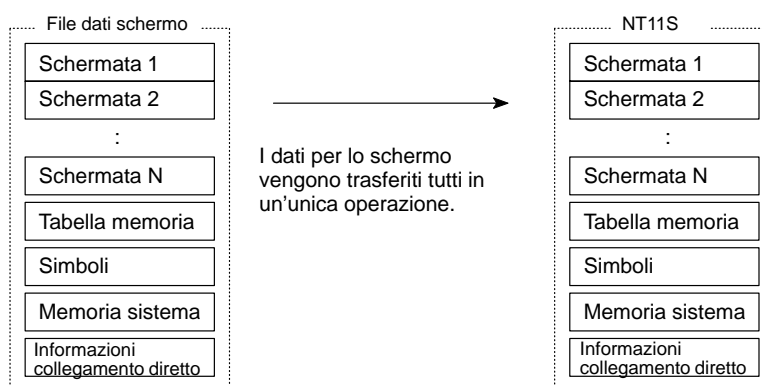 File dati schermo
Schermata 1
Schermata 2
:
Schermata N
Tabella memoria
Simboli
Memoria sistema
Informazioni
collegamento diretto
I dati per lo schermo
vengono trasferiti tutti in
un'unica operazione.
NT11S
Schermata 1
Schermata 2
:
Schermata N
Tabella memoria
Simboli
Memoria sistema
Informazioni
collegamento diretto